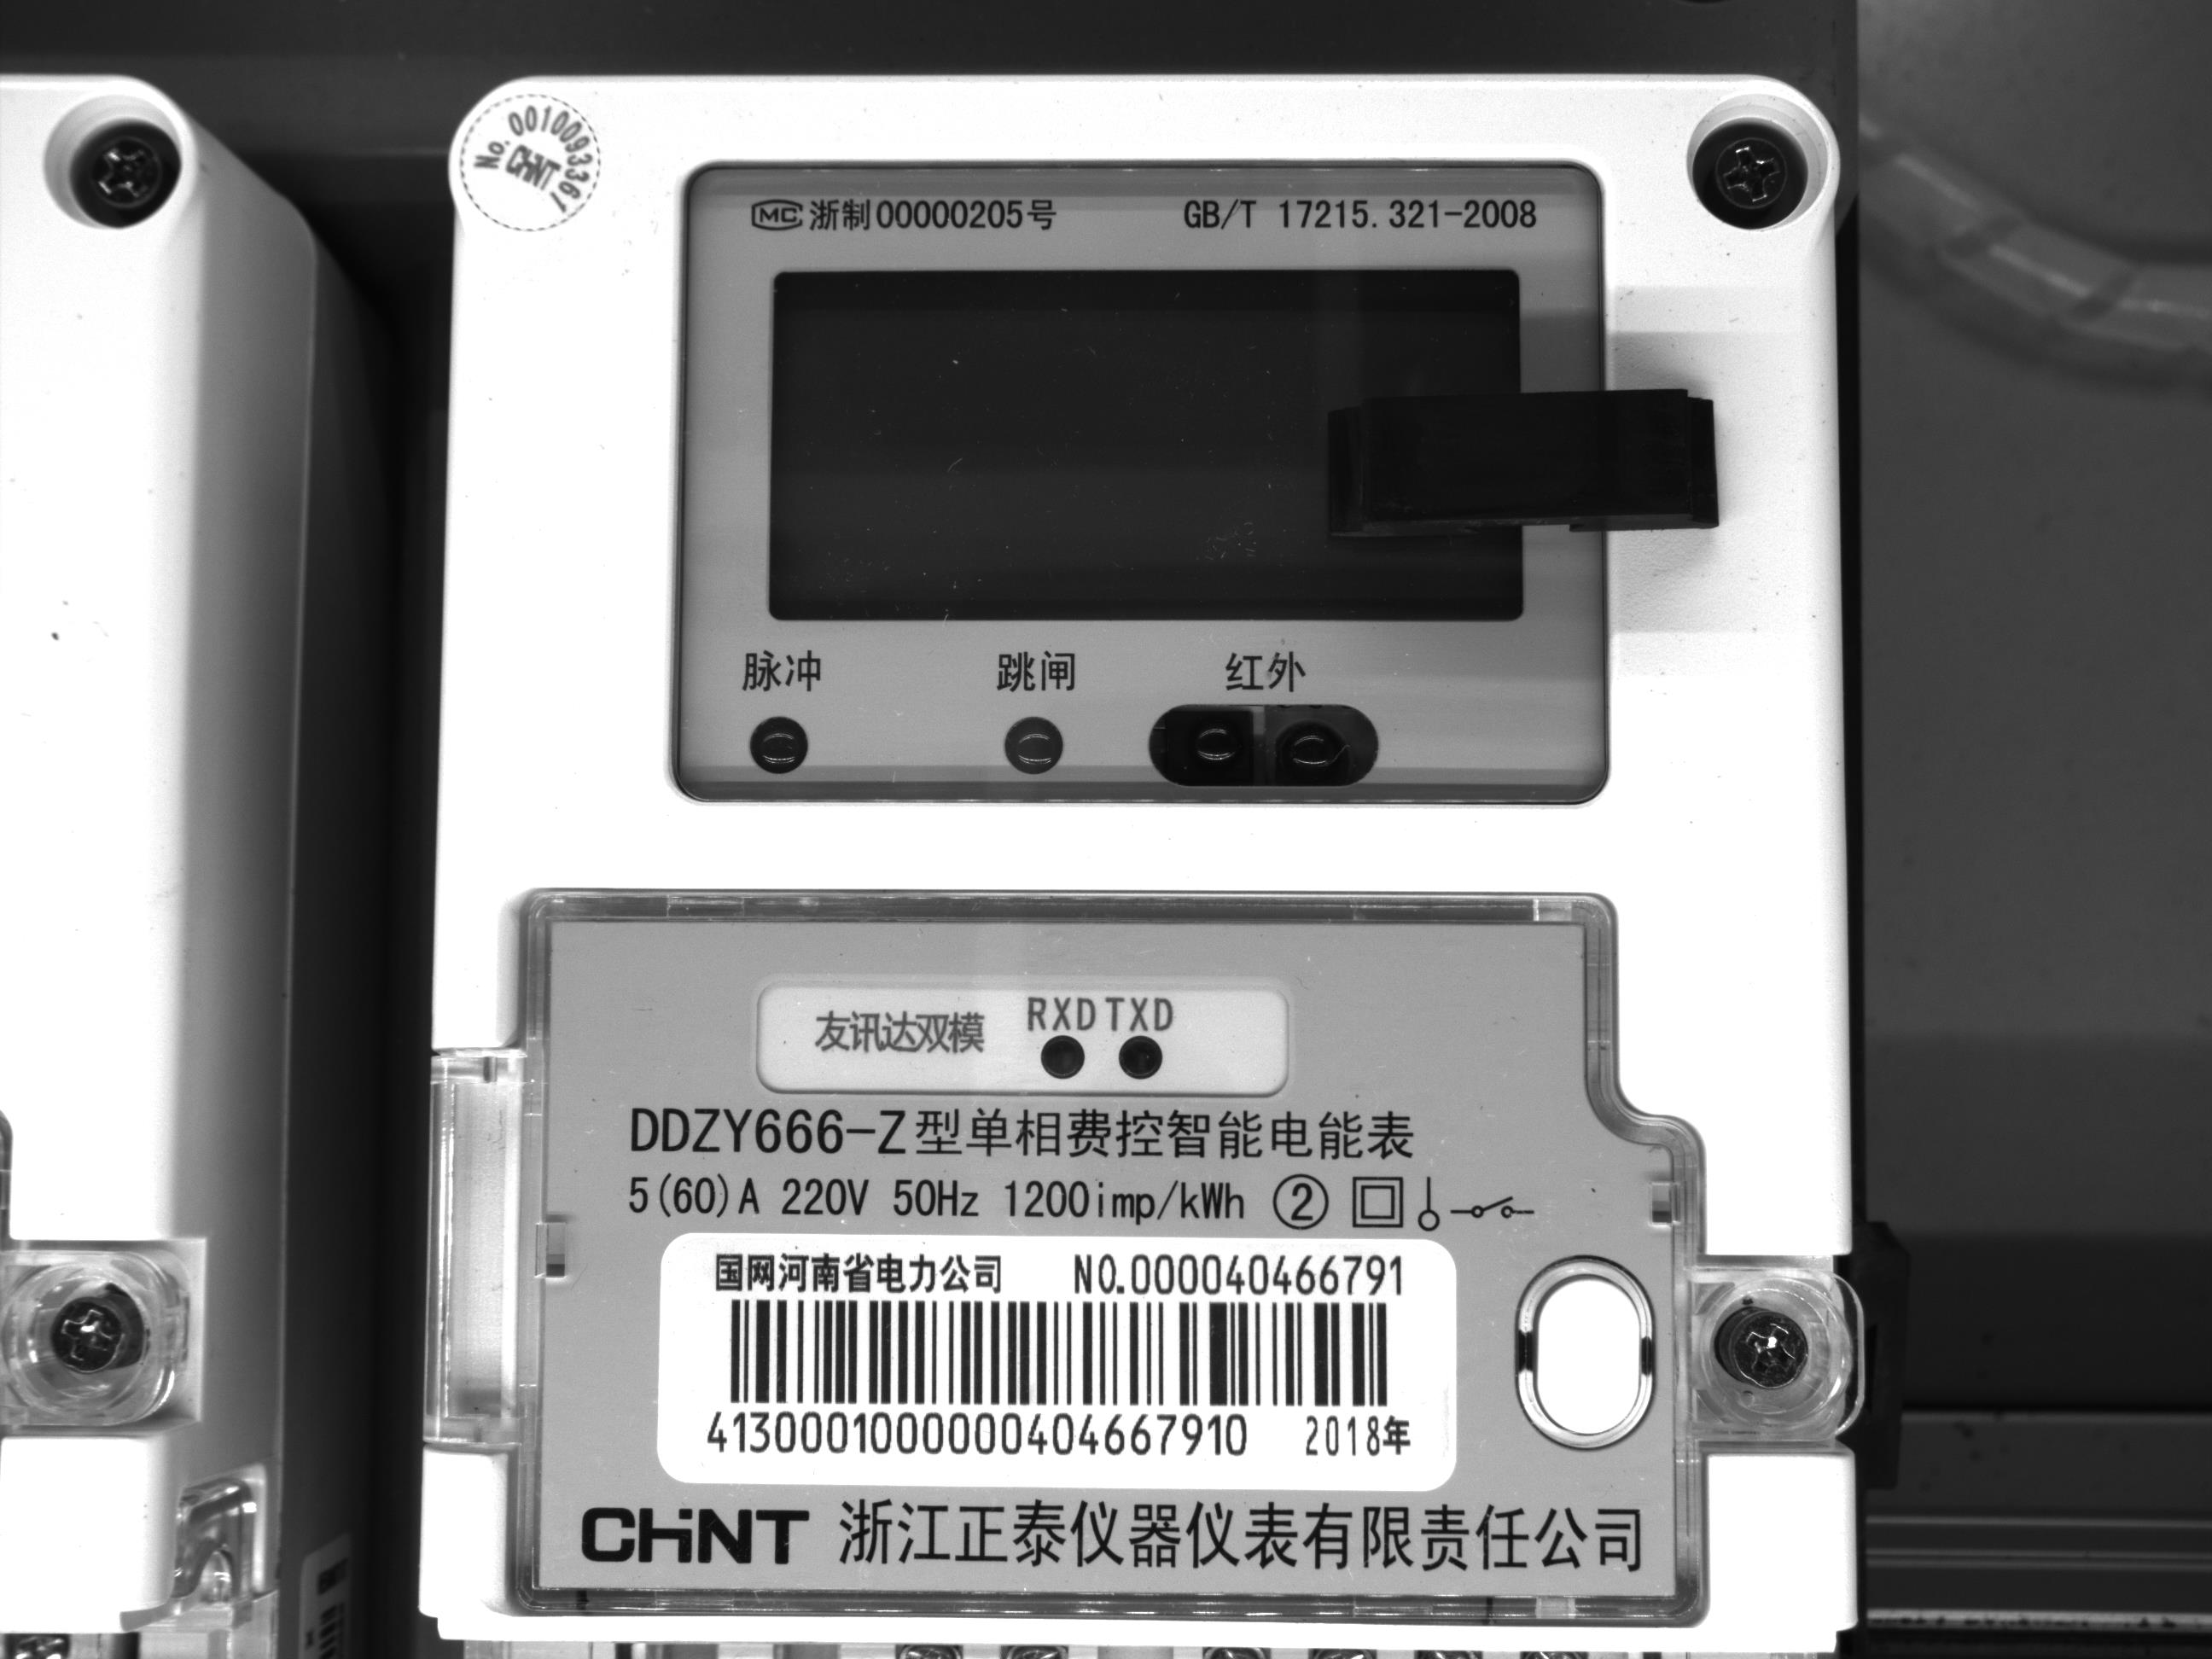 No. 0010093361
CHNT
MC 浙制00000205号 GB/T 17215.321-2008
脉冲 跳闸 红外
友讯达双模 RXD TXD
DDZY666-Z型单相费控智能电能表
5(60)A 220V 50Hz 1200imp/kWh ②
国网河南省电力公司 NO.000040466791
4130001000000404667910 2018年
CHNT 浙江正泰仪器仪表有限责任公司